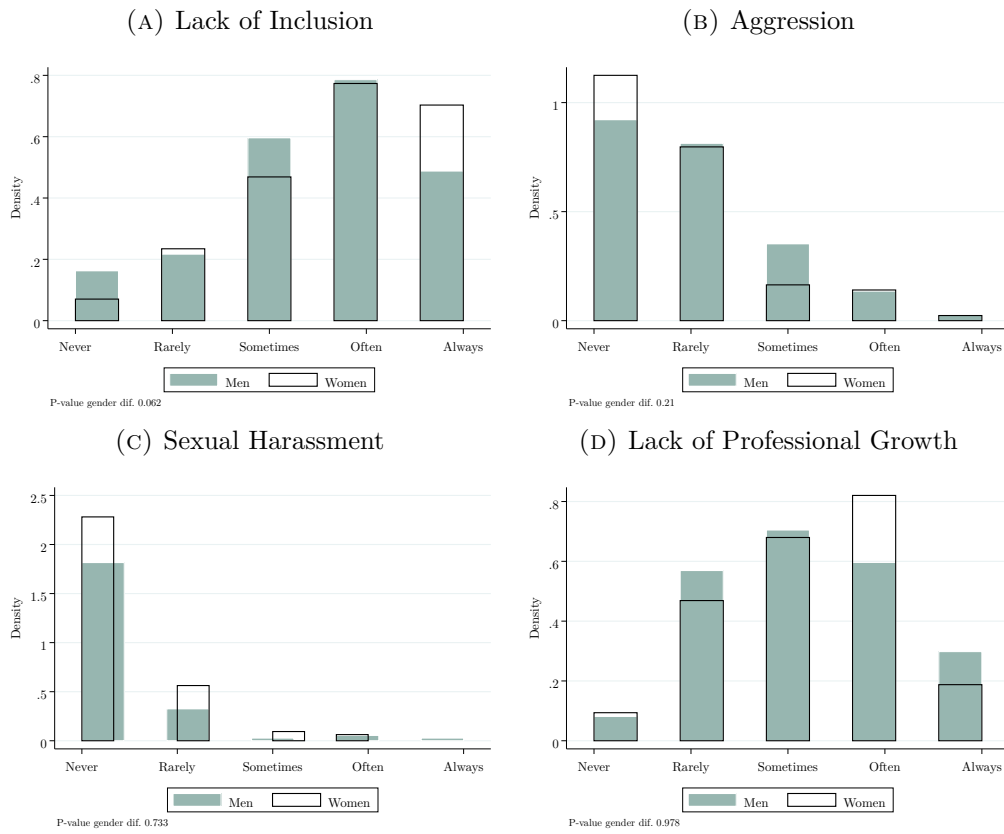 (A) Lack of Inclusion
.8
.6
.4
.2
0
Density
Never Rarely Sometimes Often Always
Men Women
P-value gender dif. 0.062
(B) Aggression
1
.5
0
Density
Never Rarely Sometimes Often Always
Men Women
P-value gender dif. 0.21
(C) Sexual Harassment
2.5
2
1.5
1
.5
0
Density
Never Rarely Sometimes Often Always
Men Women
P-value gender dif. 0.733
(D) Lack of Professional Growth
.8
.6
.4
.2
0
Density
Never Rarely Sometimes Often Always
Men Women
P-value gender dif. 0.978